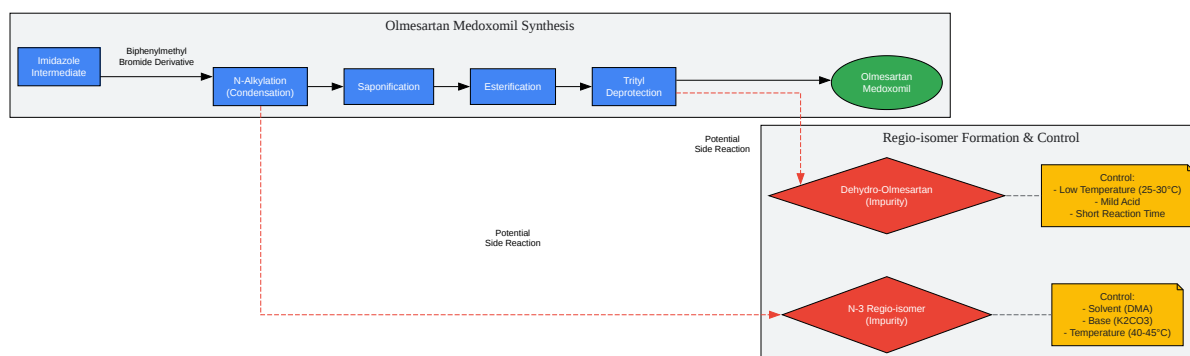 Olmesartan Medoxomil Synthesis
Imidazole
Intermediate
Biphenylmethyl
Bromide Derivative
N-Alkylation
(Condensation)
Saponification
Esterification
Trityl
Deprotection
Olmesartan
Medoxomil
Potential
Side Reaction
Regio-isomer Formation & Control
Dehydro-Olmesartan
(Impurity)
Control:
- Low Temperature (25-30°C)
- Mild Acid
- Short Reaction Time
Potential
Side Reaction
N-3 Regio-isomer
(Impurity)
Control:
- Solvent (DMA)
- Base (K2CO3)
- Temperature (40-45°C)